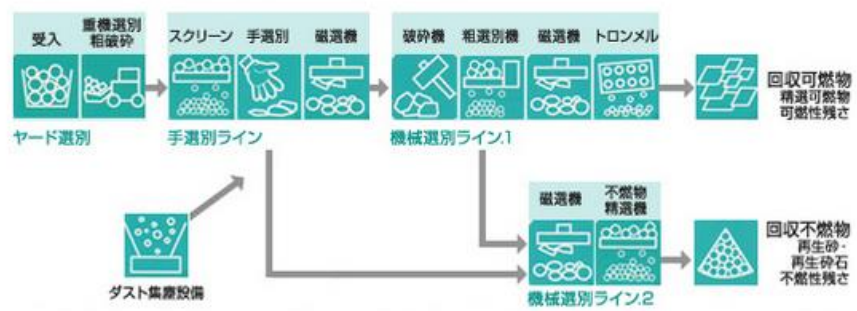 受入
重機選別
粗破砕
スクリーン
手選別
磁選機
破砕機
粗選別機
磁選機
トロンメル
ヤード選別
手選別ライン
機械選別ライン.1
回収可燃物
精選可燃物
可燃性残さ
ダスト集塵設備
磁選機
不燃物
精選機
機械選別ライン.2
回収不燃物
再生砂・
再生砕石
不燃性残さ